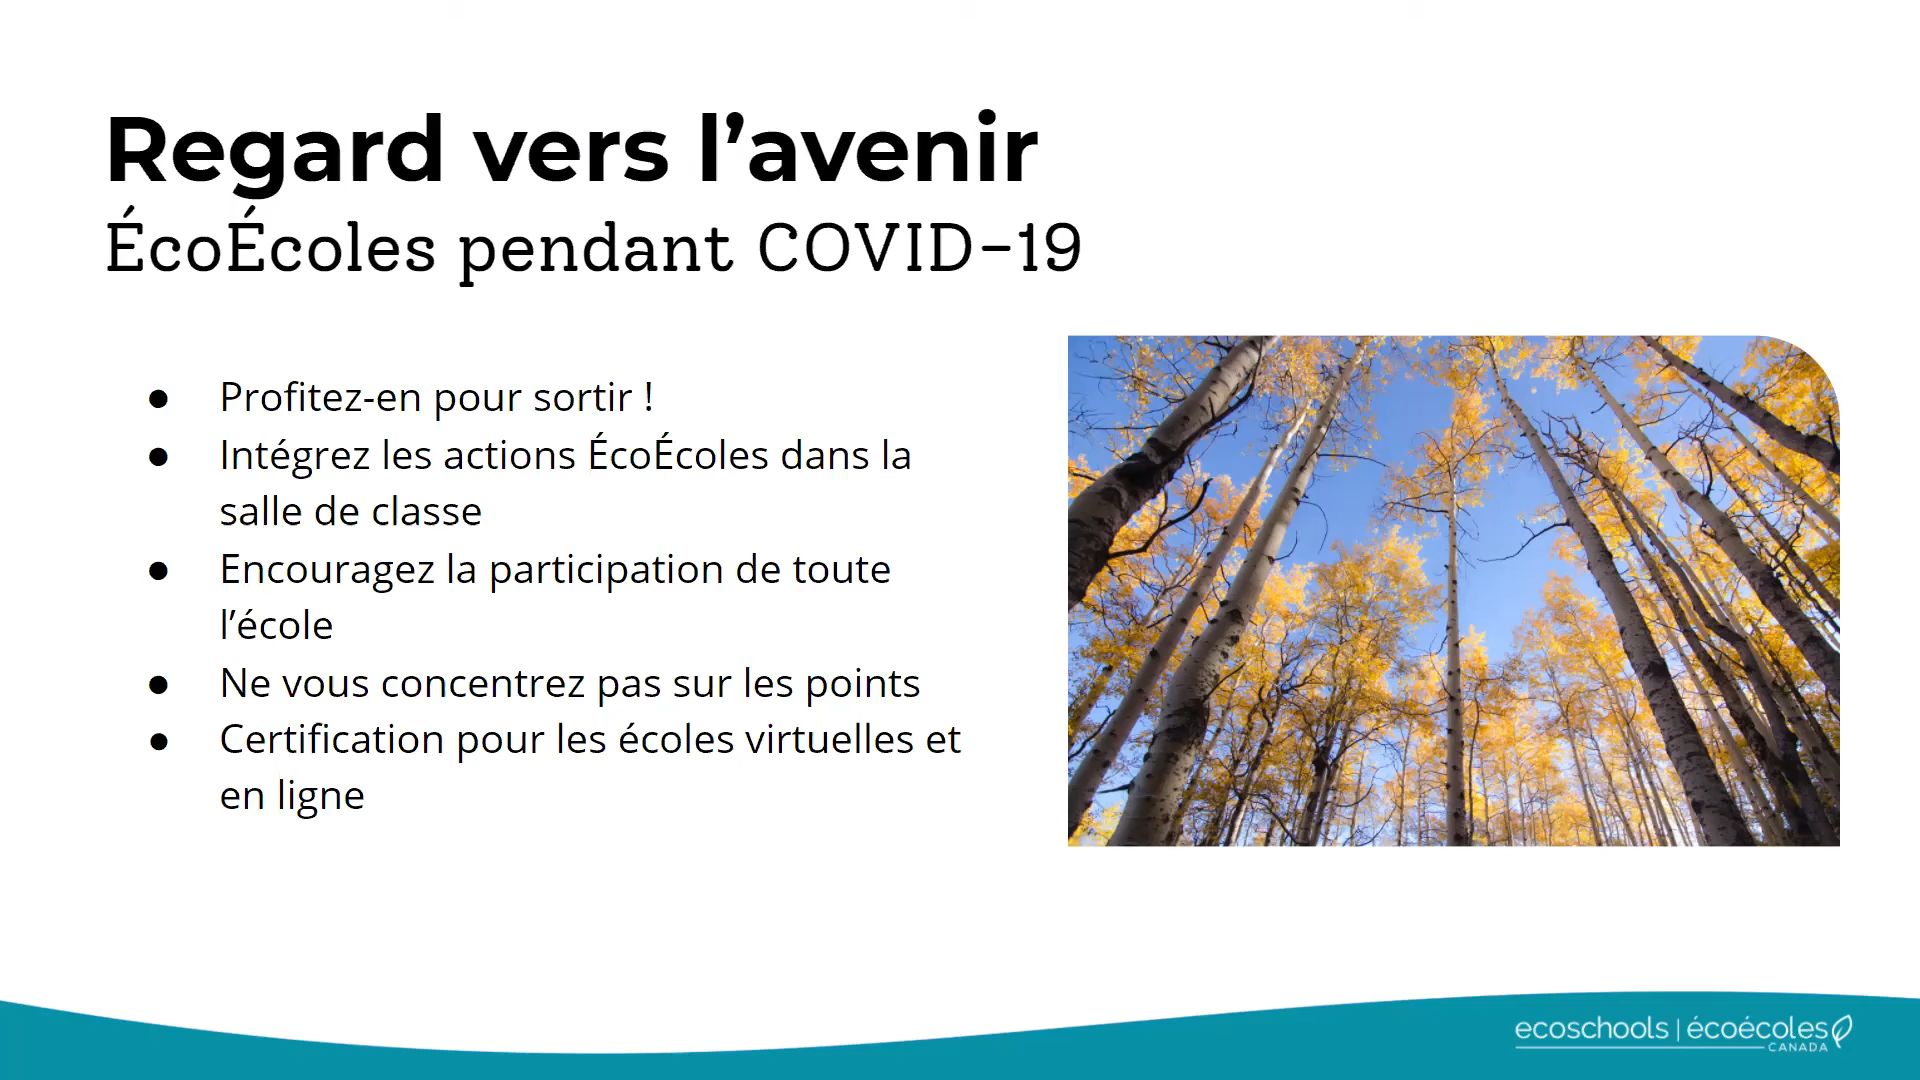 Regard vers l’avenir
ÉcoÉcoles pendant COVID-19
● Profitez-en pour sortir !
● Intégrez les actions ÉcoÉcoles dans la
salle de classe
● Encouragez la participation de toute
l’école
● Ne vous concentrez pas sur les points
● Certification pour les écoles virtuelles et
en ligne
ecoschools | écoécoles
CANADA